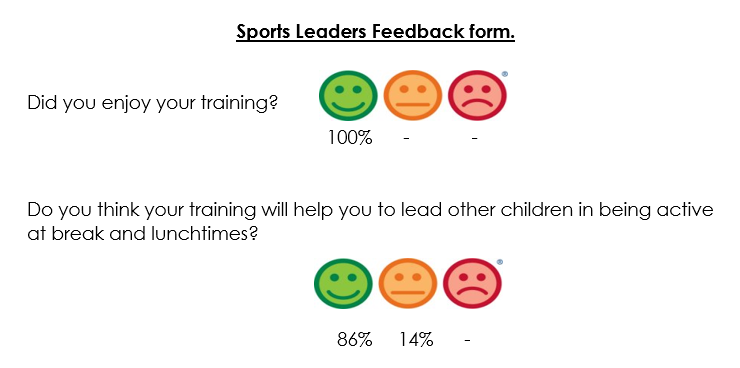 Sports Leaders Feedback form.
Did you enjoy your training?
100% - -
Do you think your training will help you to lead other children in being active
at break and lunchtimes?
86% 14% -